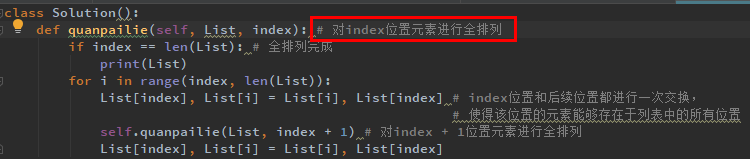 class Solution():
def quanpailie(self, List, index): # 对index位置元素进行全排列
if index == len(List): # 全排列完成
print(List)
for i in range(index, len(List)):
List[index], List[i] = List[i], List[index] # index位置和后续位置都进行一次交换，
# 使得该位置的元素能够存在于列表中的所有位置
self.quanpailie(List, index + 1) # 对index + 1位置元素进行全排列
List[index], List[i] = List[i], List[index]